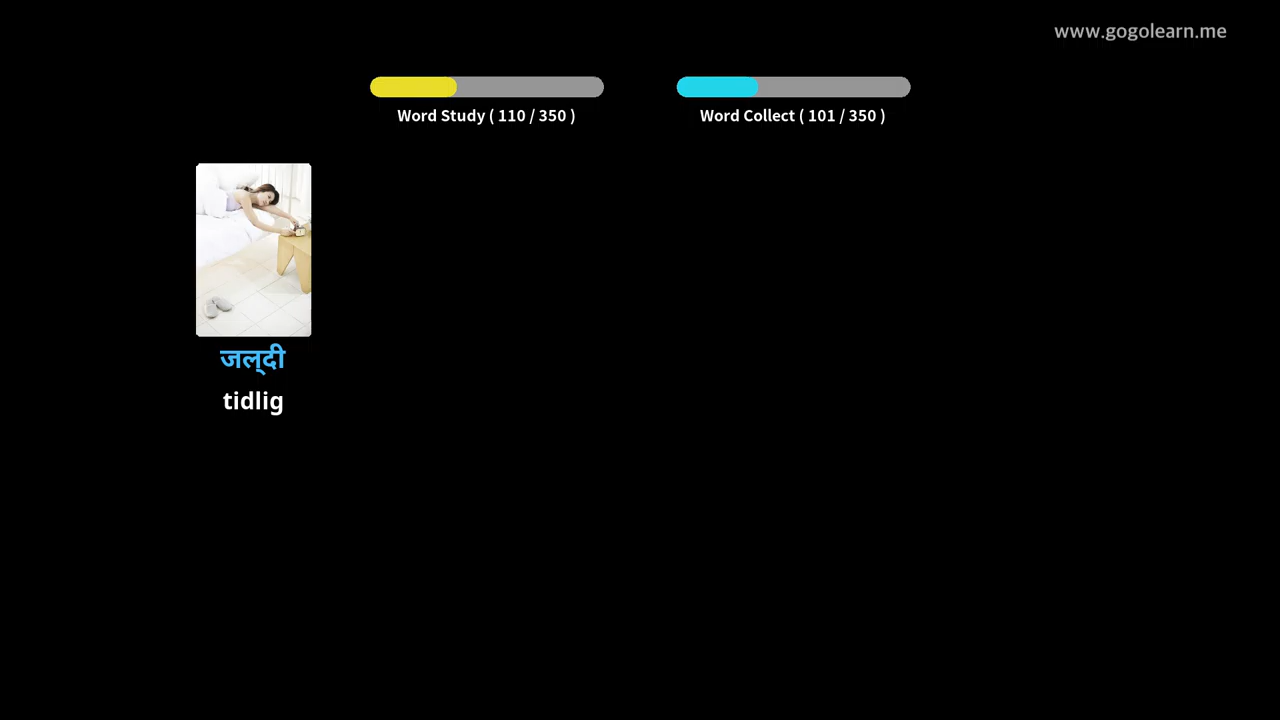 www.gogolearn.me
Word Study ( 110 / 350 )
Word Collect ( 101 / 350 )
जल्‌दी
tidlig